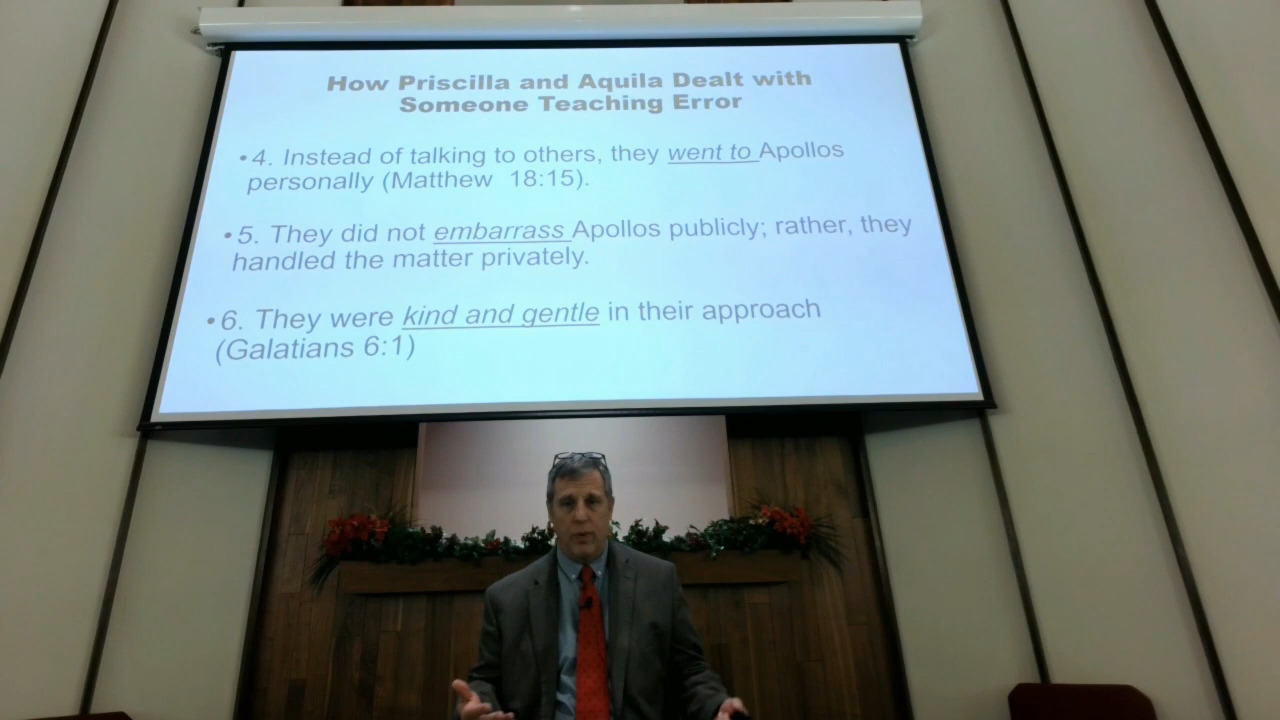 How Priscilla and Aquila Dealt with
Someone Teaching Error
• 4. Instead of talking to others, they went to Apollos
personally (Matthew 18:15).
• 5. They did not embarrass Apollos publicly; rather, they
handled the matter privately.
• 6. They were kind and gentle in their approach
(Galatians 6:1)